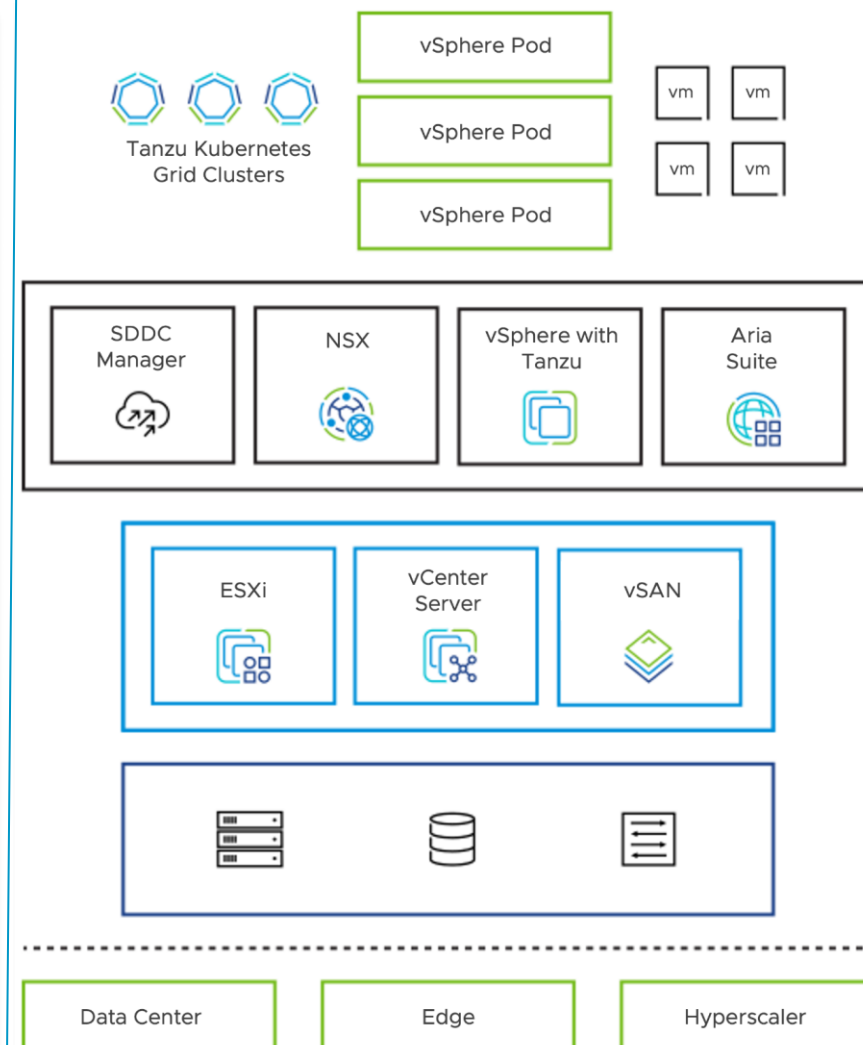 vSphere Pod
vSphere Pod
vSphere Pod
Tanzu Kubernetes
Grid Clusters
vm
vm
vm
vm
SDDC
Manager
NSX
vSphere with
Tanzu
Aria
Suite
ESXi
vCenter
Server
vSAN
Data Center
Edge
Hyperscaler